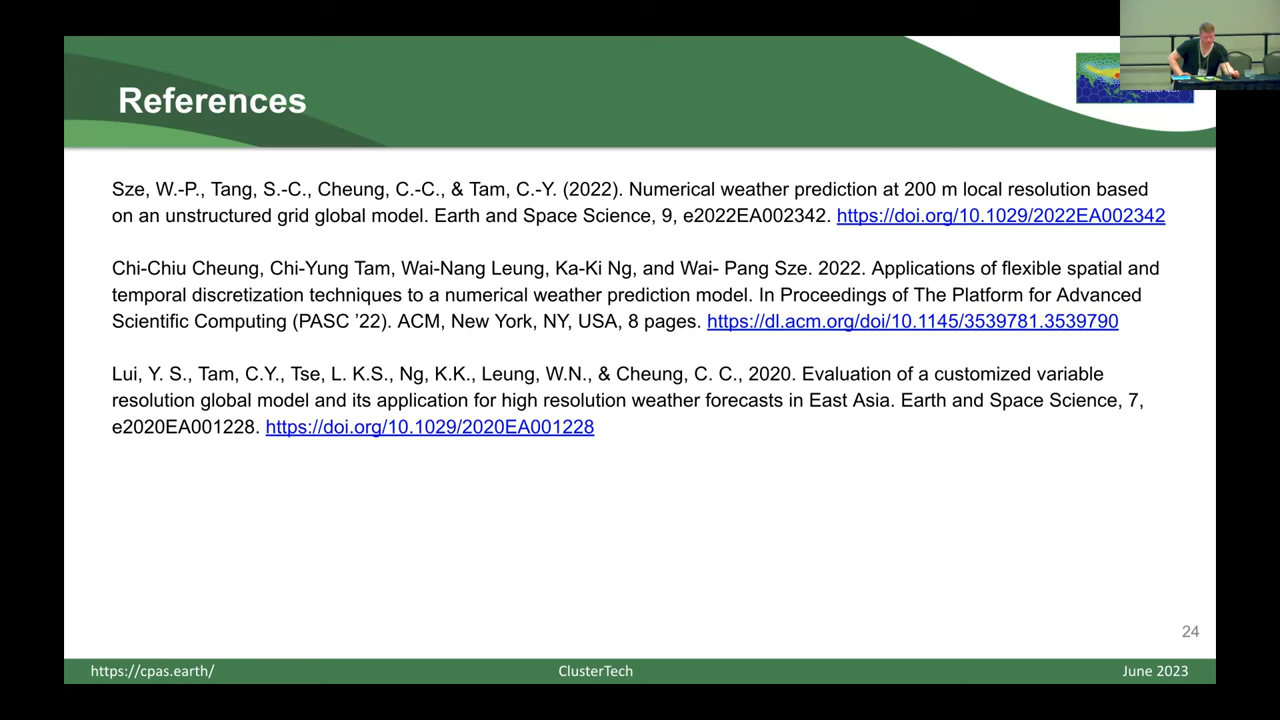 References
Sze, W.-P., Tang, S.-C., Cheung, C.-C., & Tam, C.-Y. (2022). Numerical weather prediction at 200 m local resolution based
on an unstructured grid global model. Earth and Space Science, 9, e2022EA002342. https://doi.org/10.1029/2022EA002342
Chi-Chiu Cheung, Chi-Yung Tam, Wai-Nang Leung, Ka-Ki Ng, and Wai- Pang Sze. 2022. Applications of flexible spatial and
temporal discretization techniques to a numerical weather prediction model. In Proceedings of The Platform for Advanced
Scientific Computing (PASC ’22). ACM, New York, NY, USA, 8 pages. https://dl.acm.org/doi/10.1145/3539781.3539790
Lui, Y. S., Tam, C.Y., Tse, L. K.S., Ng, K.K., Leung, W.N., & Cheung, C. C., 2020. Evaluation of a customized variable
resolution global model and its application for high resolution weather forecasts in East Asia. Earth and Space Science, 7,
e2020EA001228. https://doi.org/10.1029/2020EA001228
24
https://cpas.earth/ ClusterTech June 2023